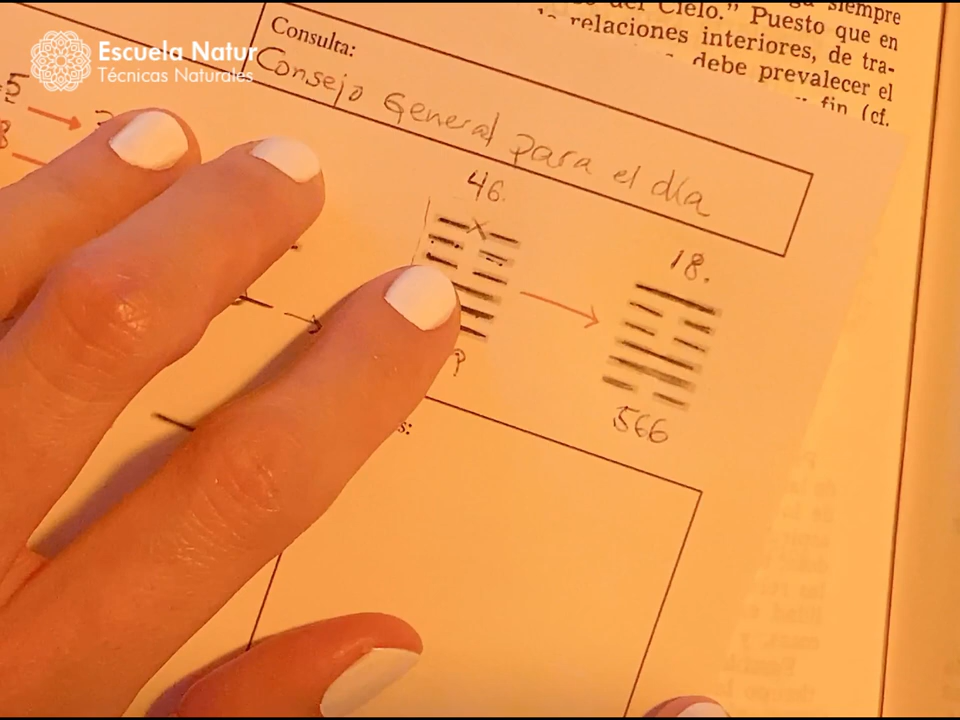 siempre
del Cielo." Puesto que en
relaciones interiores, de tra-
debe prevalecer el
fin (cf.
Escuela Natur
Técnicas Naturales
Consulta:
Consejo General para el día
46.
18.
566